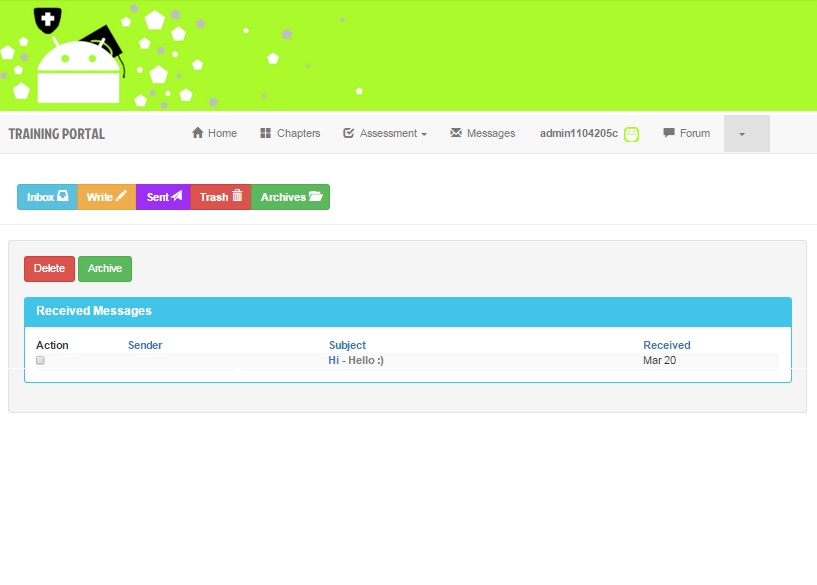 TRAINING PORTAL Home Chapters Assessment Messages admin1104205c Forum
Inbox Write Sent Trash Archives
Delete Archive
Received Messages
Action Sender Subject Received
Hi - Hello :) Mar 20